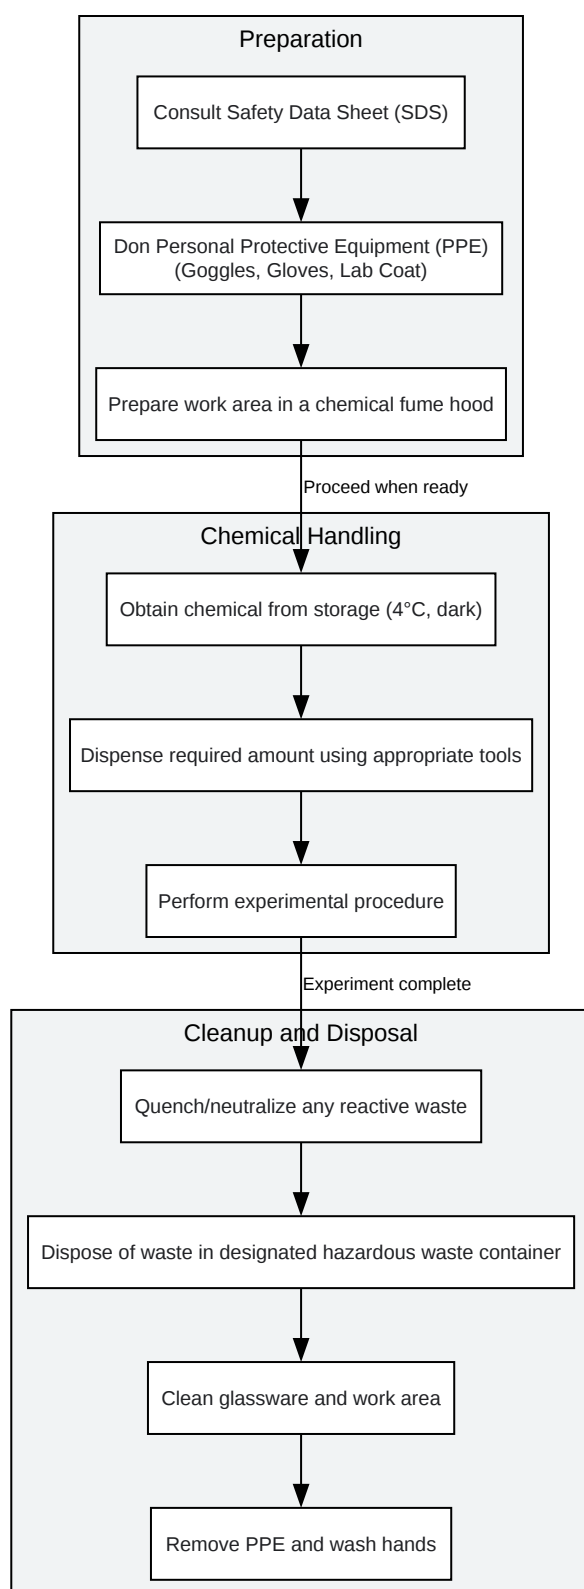 Preparation
Consult Safety Data Sheet (SDS)
Don Personal Protective Equipment (PPE)
(Goggles, Gloves, Lab Coat)
Prepare work area in a chemical fume hood
Proceed when ready
Chemical Handling
Obtain chemical from storage (4°C, dark)
Dispense required amount using appropriate tools
Perform experimental procedure
Experiment complete
Cleanup and Disposal
Quench/neutralize any reactive waste
Dispose of waste in designated hazardous waste container
Clean glassware and work area
Remove PPE and wash hands